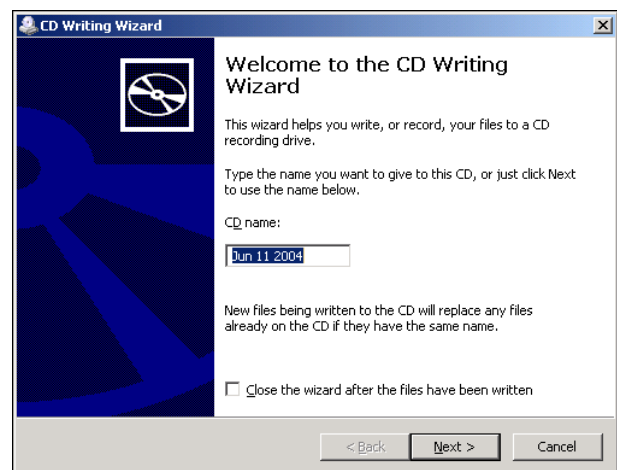 CD Writing Wizard
Welcome to the CD Writing
Wizard
This wizard helps you write, or record, your files to a CD
recording drive.
Type the name you want to give to this CD, or just click Next
to use the name below.
CD name:
Jun 11 2004
New files being written to the CD will replace any files
already on the CD if they have the same name.
Close the wizard after the files have been written
< Back Next > Cancel